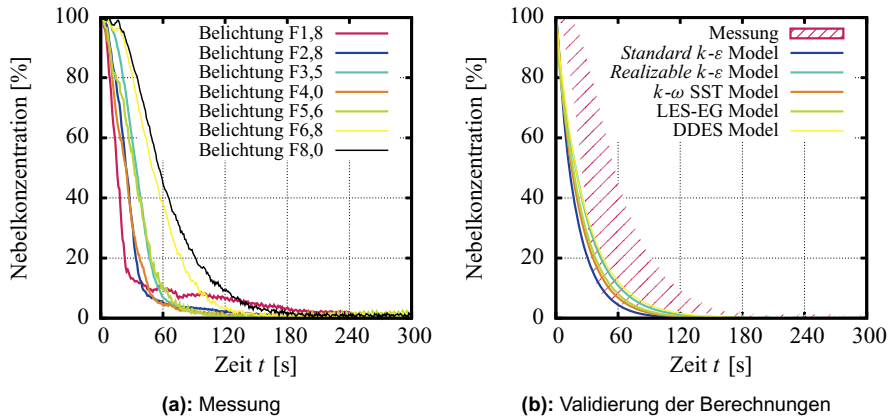 Nebelkonzentration [%]
100
80
60
40
20
0
0 60 120 180 240 300
Zeit t [s]
Belichtung F1,8
Belichtung F2,8
Belichtung F3,5
Belichtung F4,0
Belichtung F5,6
Belichtung F6,8
Belichtung F8,0
(a): Messung
Nebelkonzentration [%]
100
80
60
40
20
0
0 60 120 180 240 300
Zeit t [s]
Messung
Standard k-ε Model
Realizable k-ε Model
k-ω SST Model
LES-EG Model
DDES Model
(b): Validierung der Berechnungen